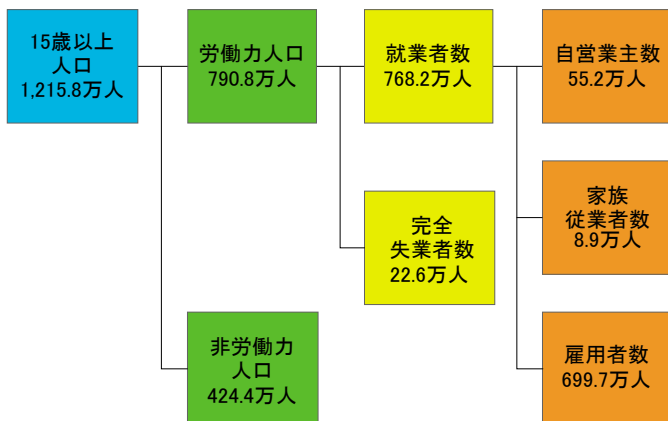 15歳以上
人口
1,215.8万人
労働力人口
790.8万人
就業者数
768.2万人
自営業主数
55.2万人
家族
従業者数
8.9万人
完全
失業者数
22.6万人
非労働力
人口
424.4万人
雇用者数
699.7万人